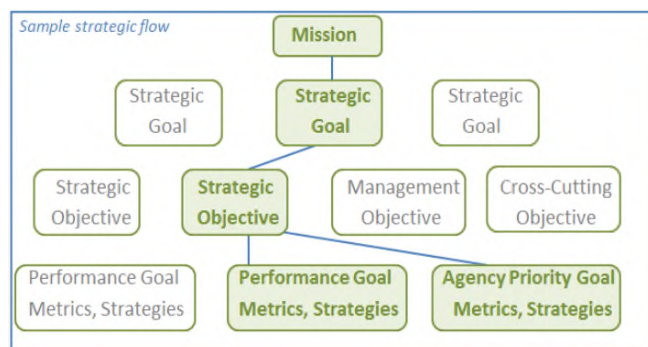 Sample strategic flow
Mission
Strategic
Goal
Strategic
Goal
Strategic
Goal
Strategic
Objective
Strategic
Objective
Management
Objective
Cross-Cutting
Objective
Performance Goal
Metrics, Strategies
Performance Goal
Metrics, Strategies
Agency Priority Goal
Metrics, Strategies